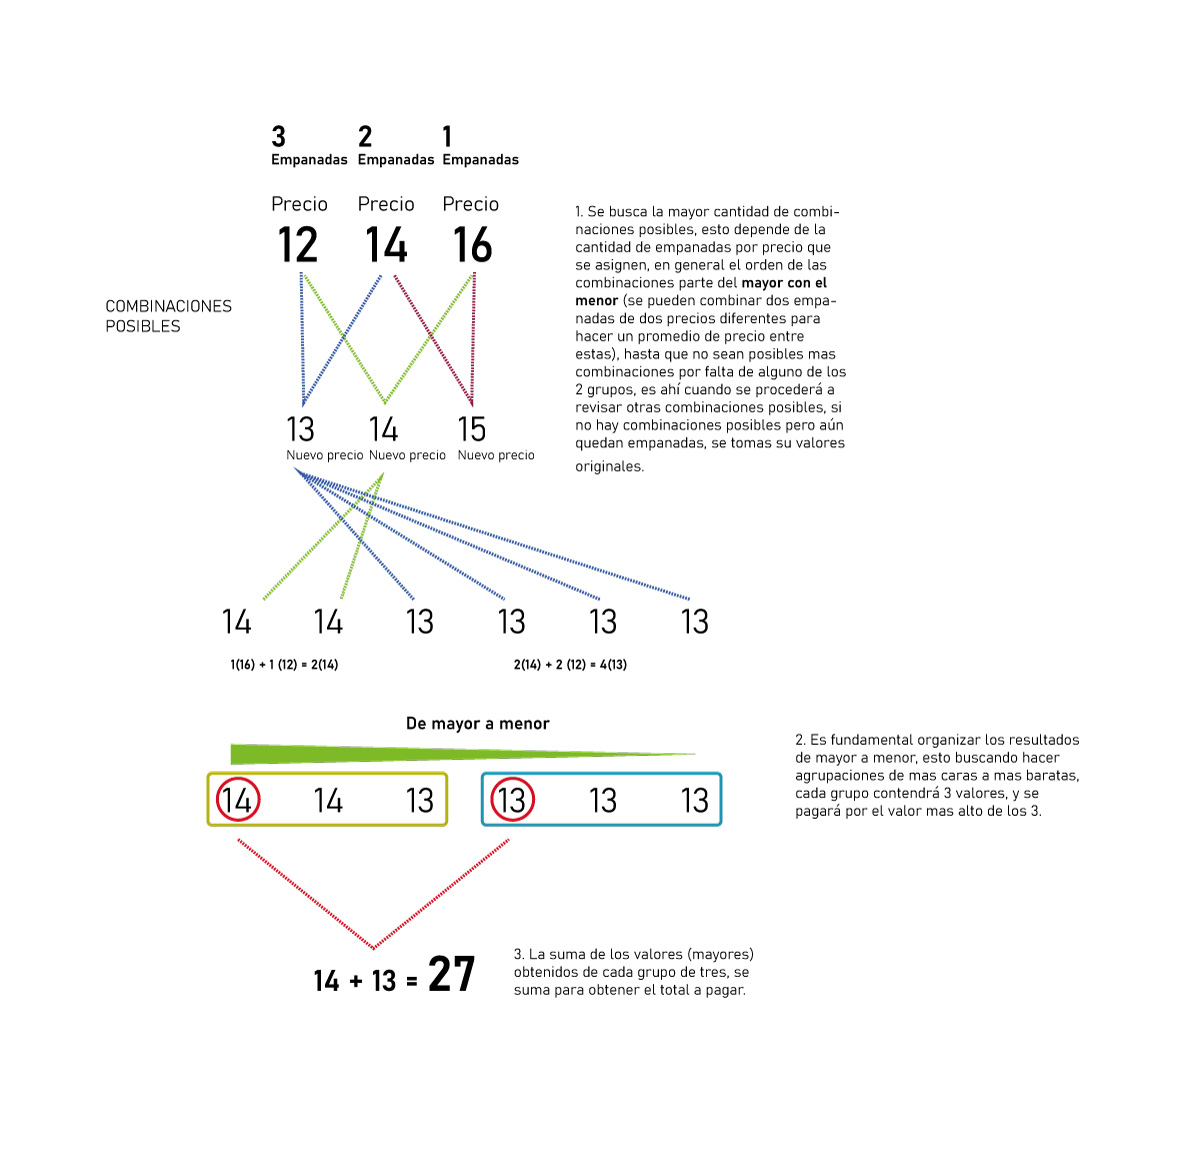 3 2 1
Empanadas Empanadas Empanadas
Precio Precio Precio
12 14 16
COMBINACIONES
POSIBLES
1. Se busca la mayor cantidad de combi-
naciones posibles, esto depende de la
cantidad de empanadas por precio que
se asignen, en general el orden de las
combinaciones parte del mayor con el
menor (se pueden combinar dos empa-
nadas de dos precios diferentes para
hacer un promedio de precio entre
estas), hasta que no sean posibles mas
combinaciones por falta de alguno de los
2 grupos, es ahí cuando se procederá a
revisar otras combinaciones posibles, si
no hay combinaciones posibles pero aún
quedan empanadas, se tomas su valores
originales.
13 14 15
Nuevo precio Nuevo precio Nuevo precio
14 14 13 13 13 13
1(16) + 1 (12) = 2(14) 2(14) + 2 (12) = 4(13)
De mayor a menor
14 14 13 13 13 13
2. Es fundamental organizar los resultados
de mayor a menor, esto buscando hacer
agrupaciones de mas caras a mas baratas,
cada grupo contendrá 3 valores, y se
pagará por el valor mas alto de los 3.
14 + 13 = 27
3. La suma de los valores (mayores)
obtenidos de cada grupo de tres, se
suma para obtener el total a pagar.